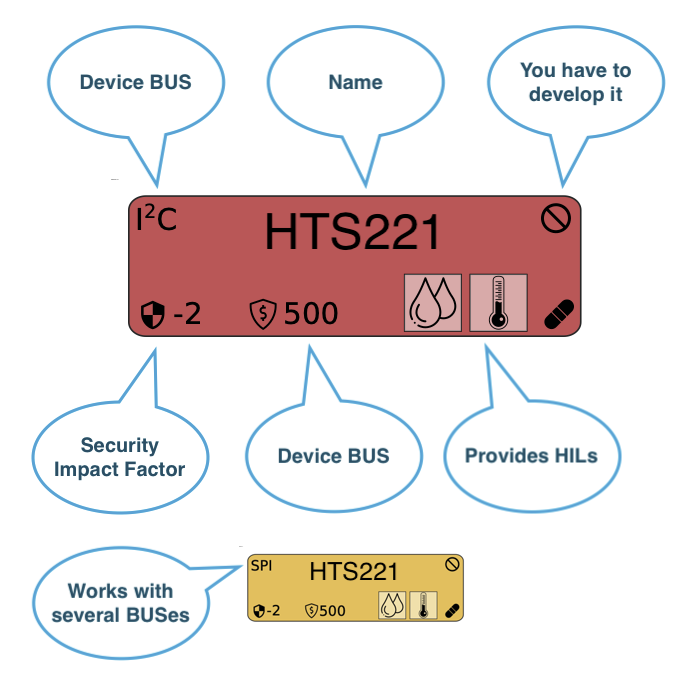 Device BUS
Name
You have to
develop it
I²C
HTS221
-2
$
500
Security
Impact Factor
Device BUS
Provides HILs
Works with
several BUSes
SPI
HTS221
-2
$
500